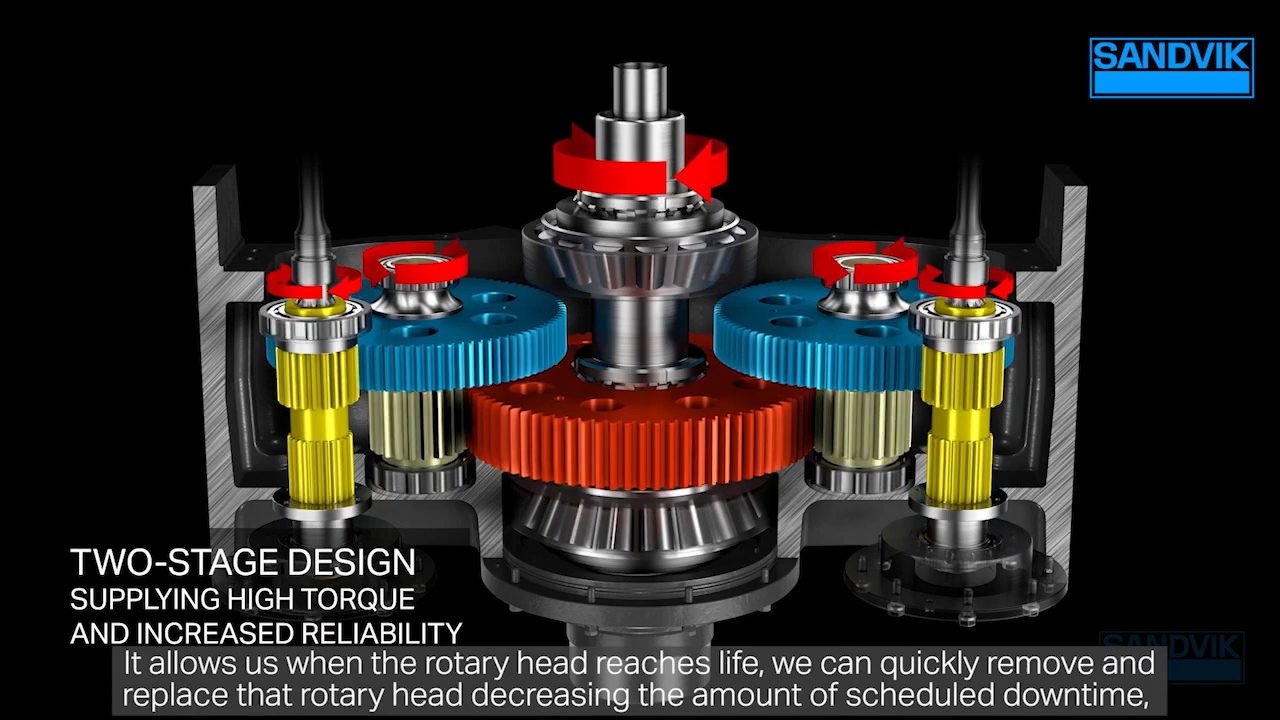 SANDVIK
TWO-STAGE DESIGN
SUPPLYING HIGH TORQUE
AND INCREASED RELIABILITY
SANDVIK
It allows us when the rotary head reaches life, we can quickly remove and
replace that rotary head decreasing the amount of scheduled downtime,